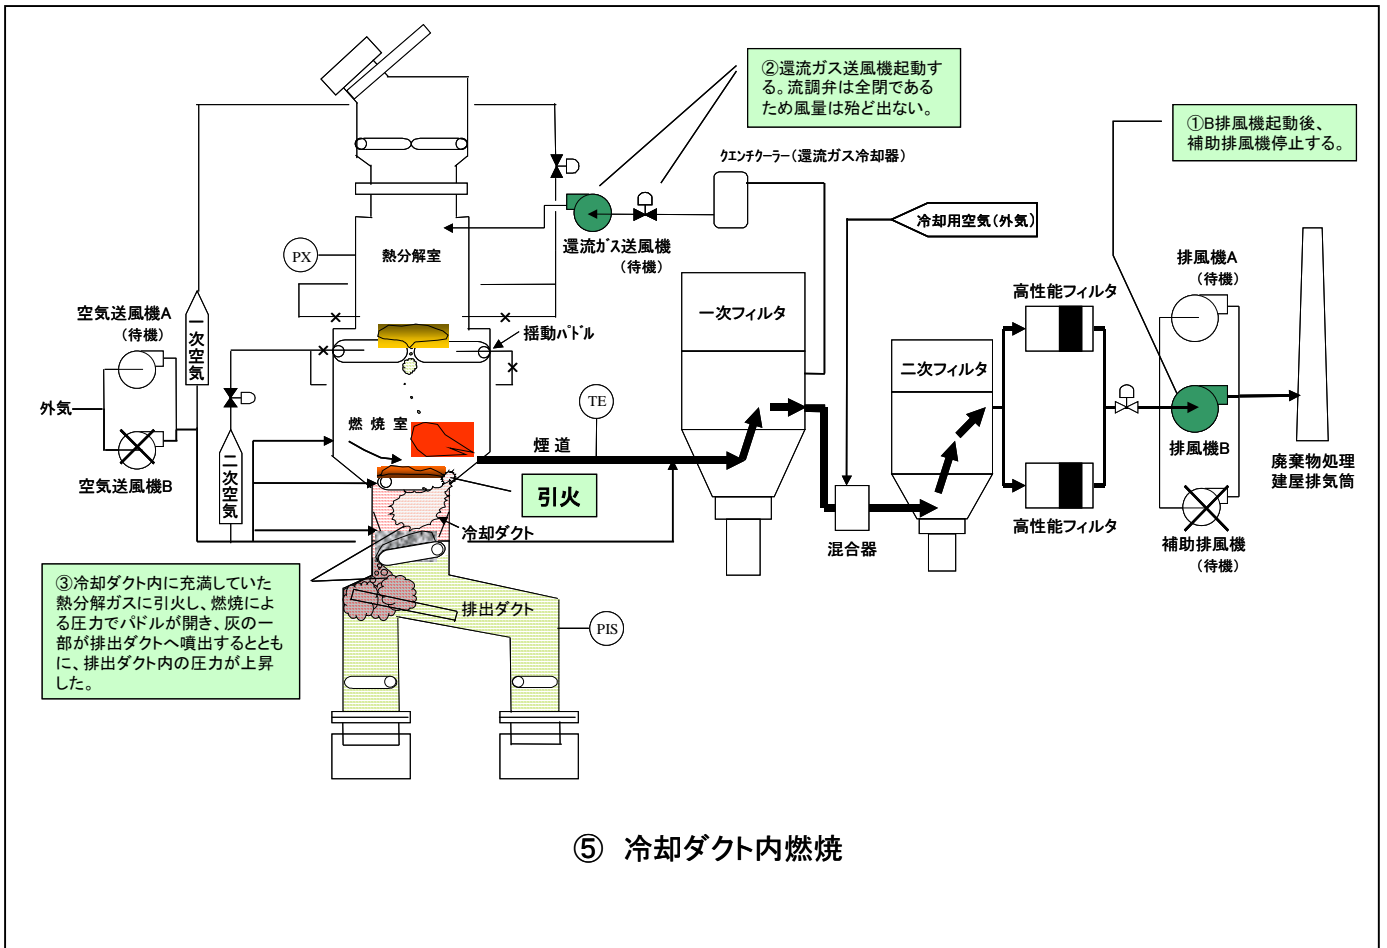 ②還流ガス送風機起動す
る。流調弁は全閉である
ため風量は殆ど出ない。
①B排風機起動後、
補助排風機停止する。
クエンチクーラー(還流ガス冷却器)
冷却用空気(外気)
還流ガス送風機
(待機)
PX
熱分解室
排風機A
(待機)
高性能フィルタ
空気送風機A
(待機)
一次空気
一次フィルタ
揺動パドル
二次フィルタ
外気
TE
燃焼室
煙道
排風機B
空気送風機B
二次空気
引火
廃棄物処理
建屋排気筒
高性能フィルタ
冷却ダクト
混合器
補助排風機
(待機)
③冷却ダクト内に充満していた
熱分解ガスに引火し、燃焼によ
る圧力でパドルが開き、灰の一
部が排出ダクトへ噴出するととも
に、排出ダクト内の圧力が上昇
した。
排出ダクト
PIS
⑤ 冷却ダクト内燃焼